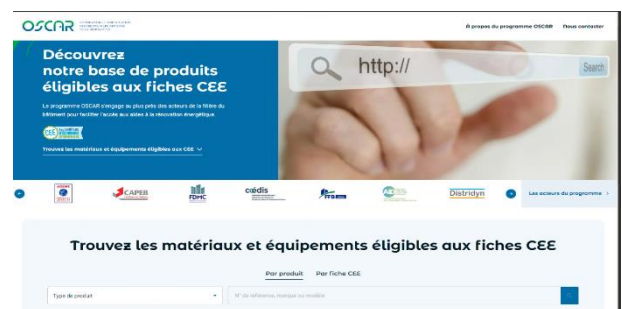 OSCAR
À propos du programme OSCAR
Nous contacter
Découvrez
notre base de produits
éligibles aux fiches CEE
Le programme OSCAR s'engage au plus près des acteurs de la filière du
bâtiment pour faciliter l'accès aux aides à la rénovation énergétique.
CEE
Trouvez les matériaux et équipements éligibles aux CEE
http://
Search
CAPEB
FDMC
coedis
FFB
Distridyn
Les acteurs du programme
Trouvez les matériaux et équipements éligibles aux fiches CEE
Par produit
Par fiche CEE
Type de produit
N° de référence, marque ou modèle